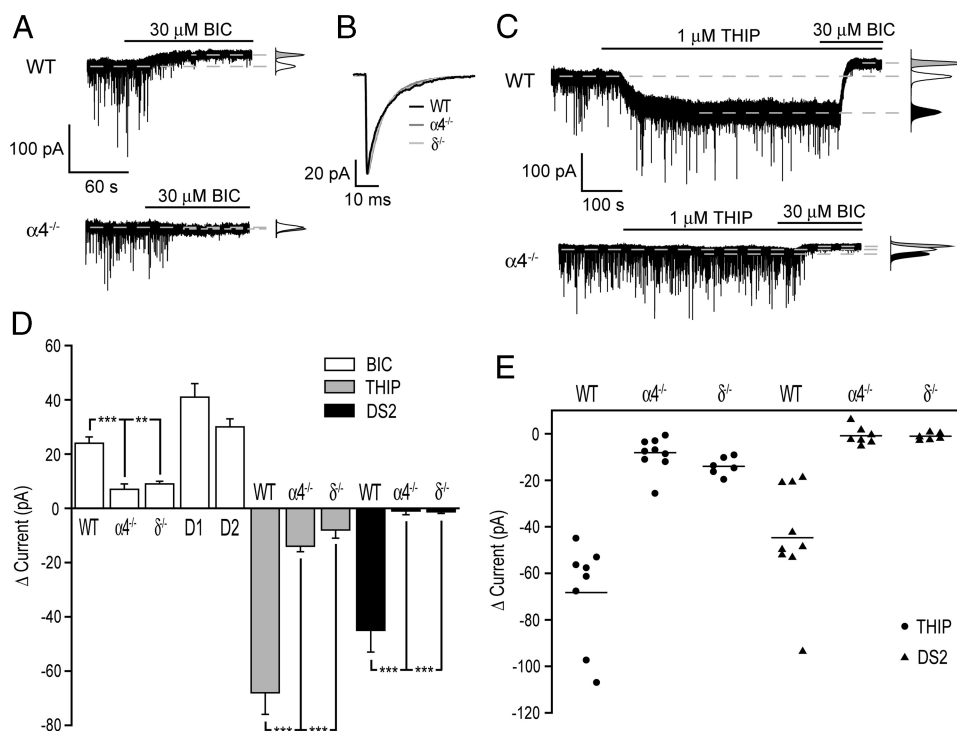 A
30 μM BIC
WT
100 pA
60 s
30 μM BIC
α4-/-
B
WT
α4-/-
δ-/-
20 pA
10 ms
C
30 μM BIC
1 μM THIP
WT
100 pA
100 s
30 μM BIC
1 μM THIP
α4-/-
D
Δ Current (pA)
60
40
20
0
-20
-40
-60
-80
BIC
THIP
DS2
*** **
WT α4-/- δ-/- D1 D2
WT α4-/- δ-/- WT α4-/- δ-/-
*** ***
*** ***
E
WT α4-/- δ-/- WT α4-/- δ-/-
Δ Current (pA)
0
-20
-40
-60
-80
-100
-120
THIP
DS2